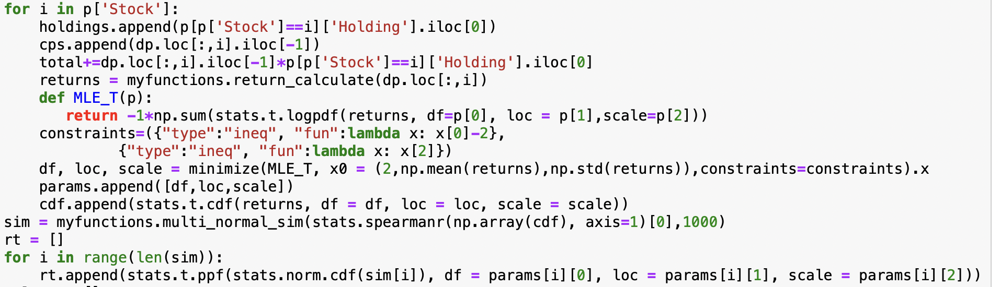 for i in p['Stock']:
    holdings.append(p[p['Stock']==i]['Holding'].iloc[0])
    cps.append(dp.loc[:,i].iloc[-1])
    total+=dp.loc[:,i].iloc[-1]*p[p['Stock']==i]['Holding'].iloc[0]
    returns = myfunctions.return_calculate(dp.loc[:,i])
    def MLE_T(p):
       return -1*np.sum(stats.t.logpdf(returns, df=p[0], loc = p[1],scale=p[2]))
    constraints=({"type":"ineq", "fun":lambda x: x[0]-2},
             {"type":"ineq", "fun":lambda x: x[2]})
    df, loc, scale = minimize(MLE_T, x0 = (2,np.mean(returns),np.std(returns)),constraints=constraints).x
    params.append([df,loc,scale])
    cdf.append(stats.t.cdf(returns, df = df, loc = loc, scale = scale))
sim = myfunctions.multi_normal_sim(stats.spearmanr(np.array(cdf), axis=1)[0],1000)
rt = []
for i in range(len(sim)):
    rt.append(stats.t.ppf(stats.norm.cdf(sim[i]), df = params[i][0], loc = params[i][1], scale = params[i][2]))